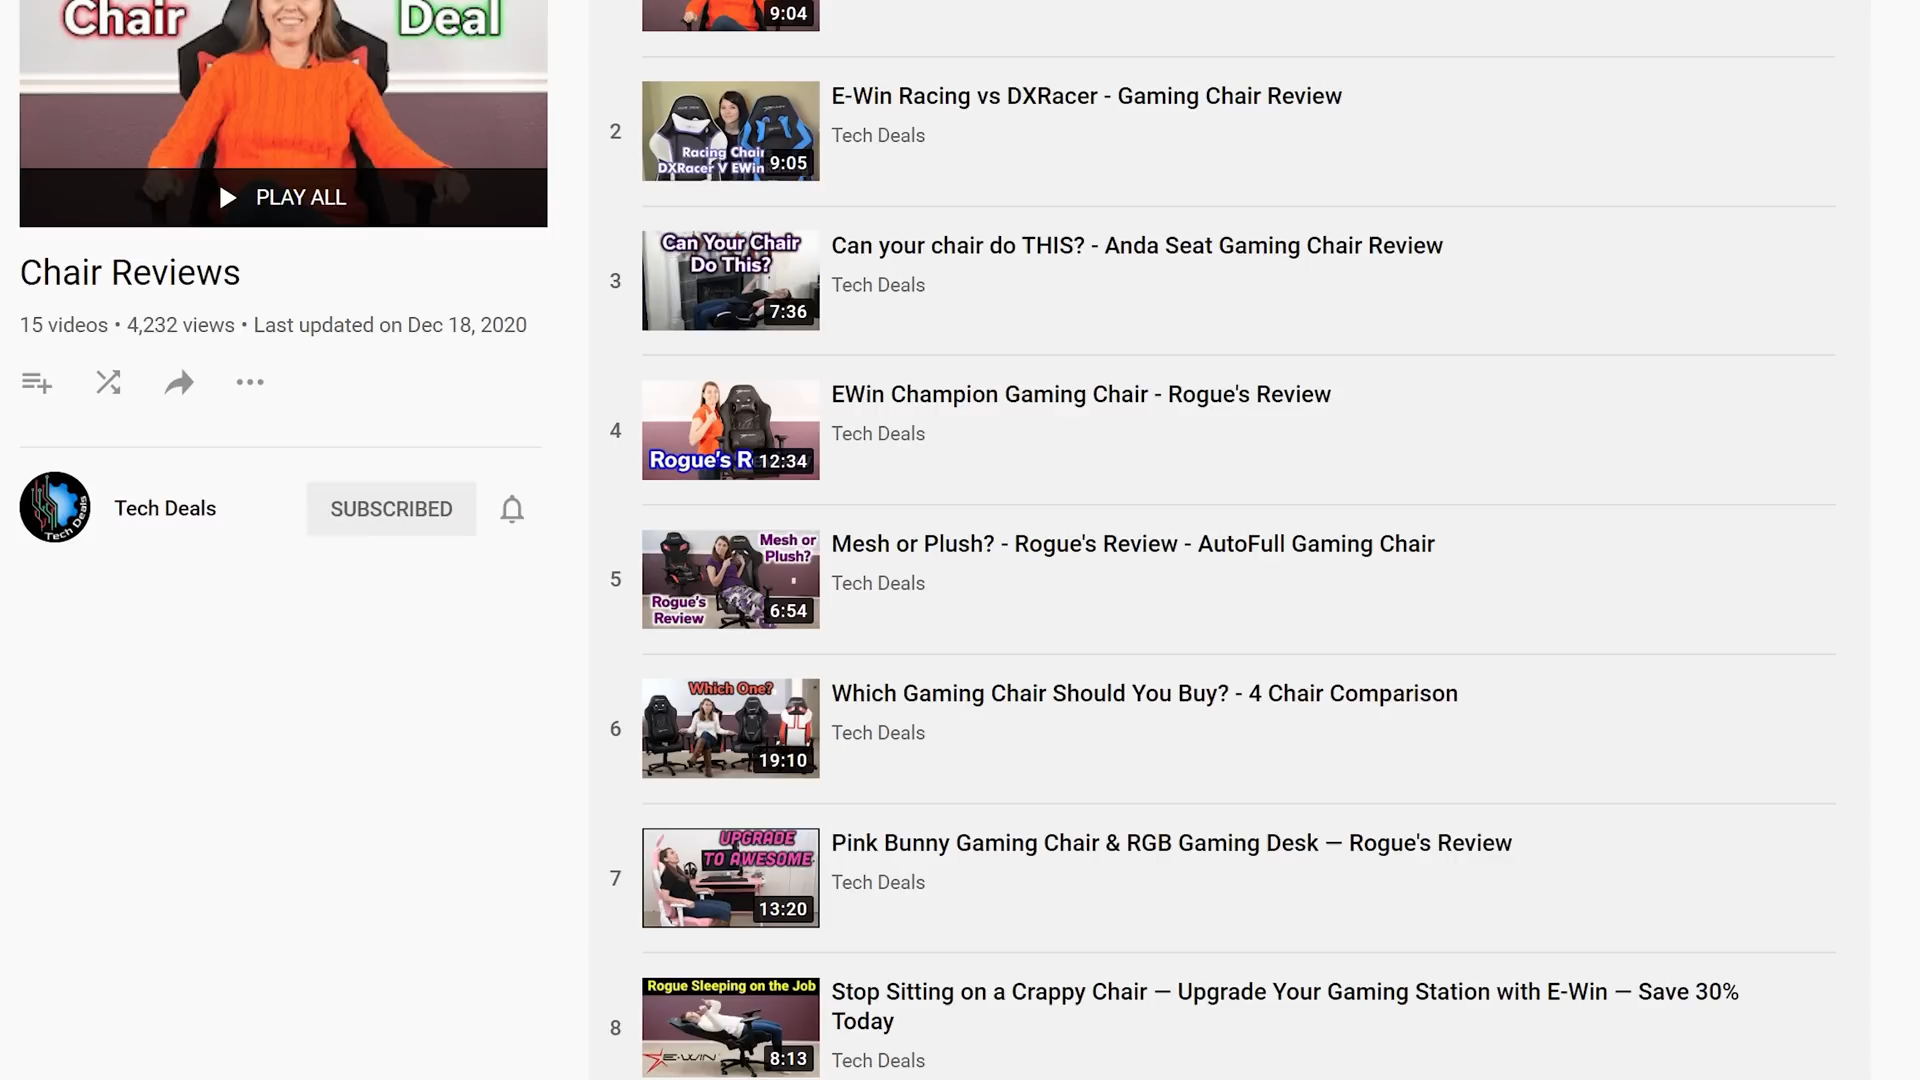 Chair
Deal
PLAY ALL
Chair Reviews
15 videos • 4,232 views • Last updated on Dec 18, 2020
Tech Deals
Tech Deals
SUBSCRIBED
9:04
2
Racing Chair
DXRacer V EWin
9:05
E-Win Racing vs DXRacer - Gaming Chair Review
Tech Deals
3
Can Your Chair
Do This?
7:36
Can your chair do THIS? - Anda Seat Gaming Chair Review
Tech Deals
4
Rogue's R
12:34
EWin Champion Gaming Chair - Rogue's Review
Tech Deals
5
Mesh or
Plush?
Rogue's
Review
6:54
Mesh or Plush? - Rogue's Review - AutoFull Gaming Chair
Tech Deals
6
Which One?
19:10
Which Gaming Chair Should You Buy? - 4 Chair Comparison
Tech Deals
7
UPGRADE
TO AWESOME
13:20
Pink Bunny Gaming Chair & RGB Gaming Desk — Rogue's Review
Tech Deals
8
Rogue Sleeping on the Job
E-WIN
8:13
Stop Sitting on a Crappy Chair — Upgrade Your Gaming Station with E-Win — Save 30%
Today
Tech Deals